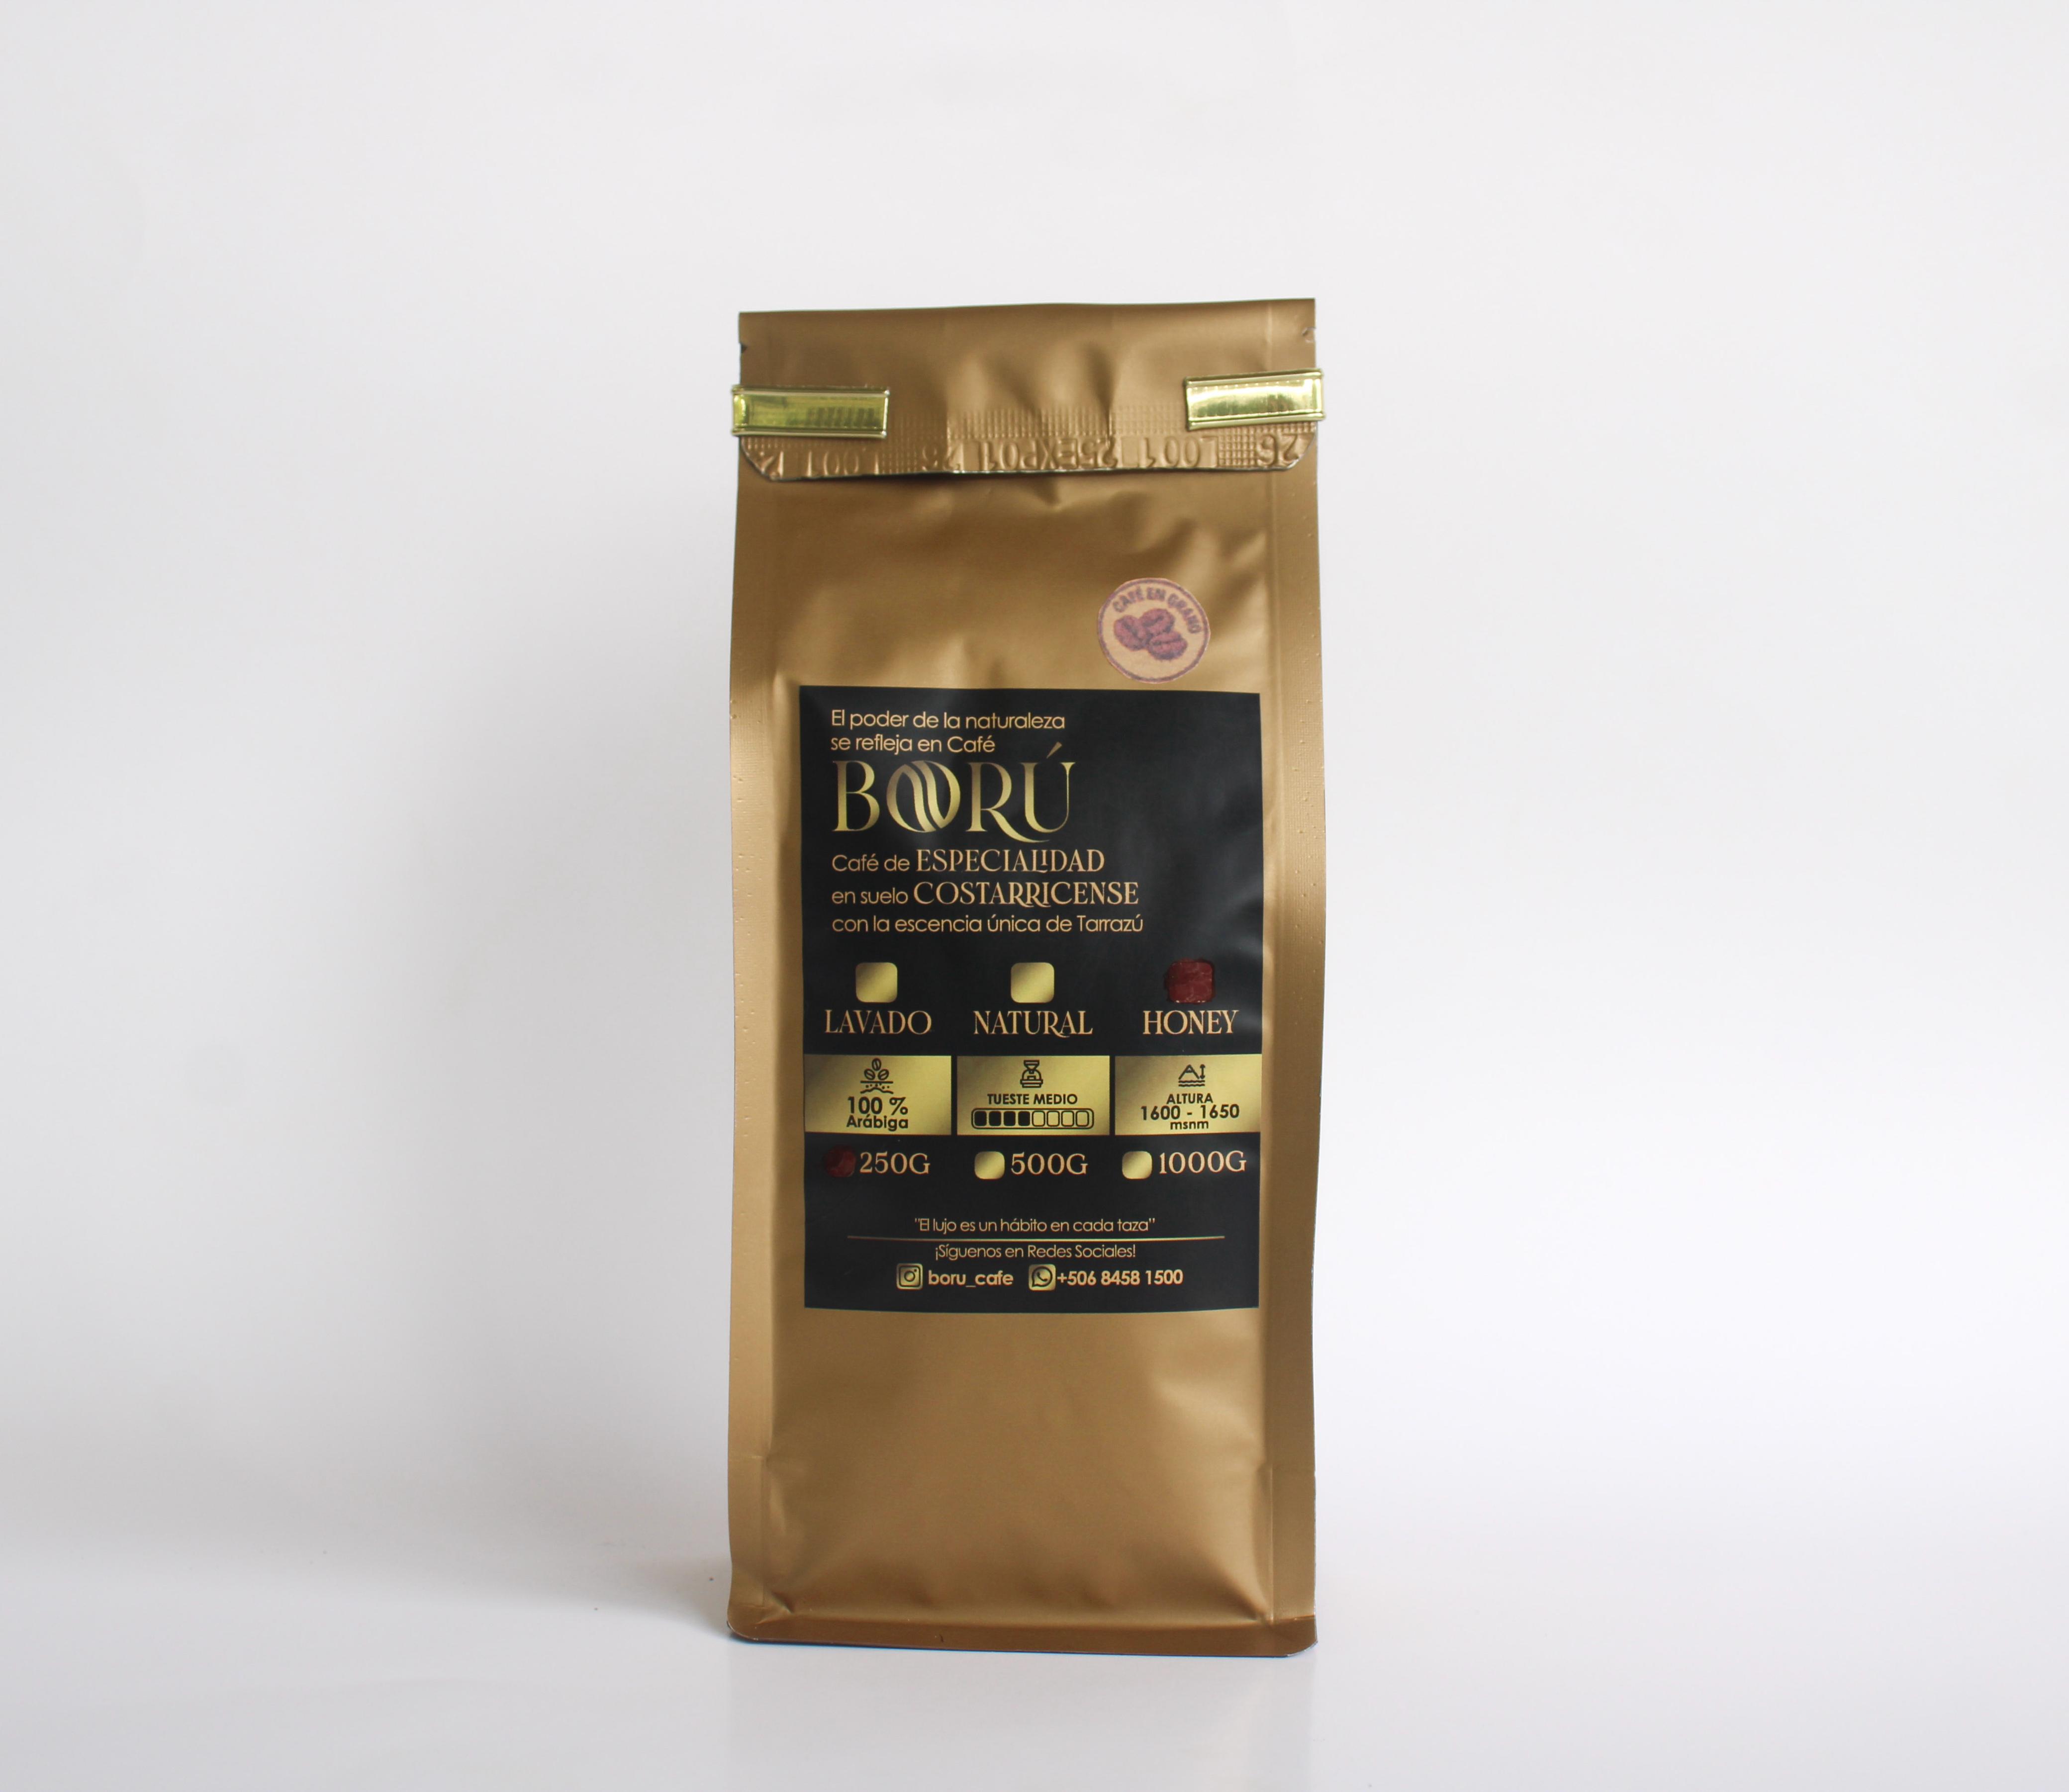 CAFÉ EN GRANO
El poder de la naturaleza
se refleja en Café
BORÚ
Café de ESPECIALIDAD
en suelo COSTARRICENSE
con la escencia única de Tarrazú
LAVADO NATURAL HONEY
100 %
Arábiga
TUESTE MEDIO
ALTURA
1600 - 1650
msnm
250G 500G 1000G
"El lujo es un hábito en cada taza"
¡Síguenos en Redes Sociales!
boru_cafe +506 8458 1500